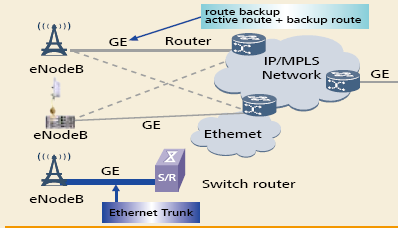 route backup
active route + backup route
GE
Router
eNodeB
IP/MPLS
Network
GE
eNodeB
GE
Ethemet
GE
S/R
Switch router
eNodeB
Ethernet Trunk